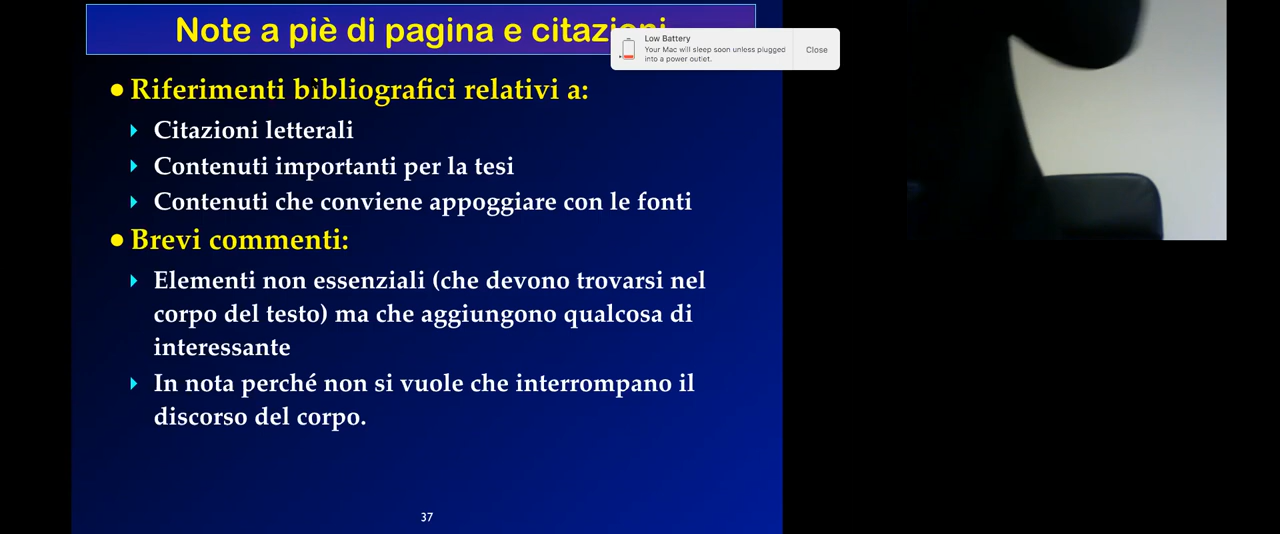 Note a piè di pagina e citazioni
Low Battery
Your Mac will sleep soon unless plugged
into a power outlet.
Close
Riferimenti bibliografici relativi a:
Citazioni letterali
Contenuti importanti per la tesi
Contenuti che conviene appoggiare con le fonti
Brevi commenti:
Elementi non essenziali (che devono trovarsi nel
corpo del testo) ma che aggiungono qualcosa di
interessante
In nota perché non si vuole che interrompano il
discorso del corpo.
37